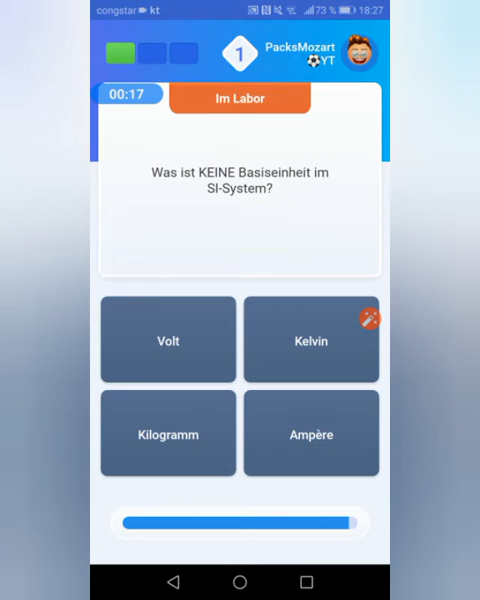 congstar kt 73 % 18:27
1
PacksMozart
⚽YT
00:17
Im Labor
Was ist KEINE Basiseinheit im
SI-System?
Volt
Kelvin
Kilogramm
Ampère